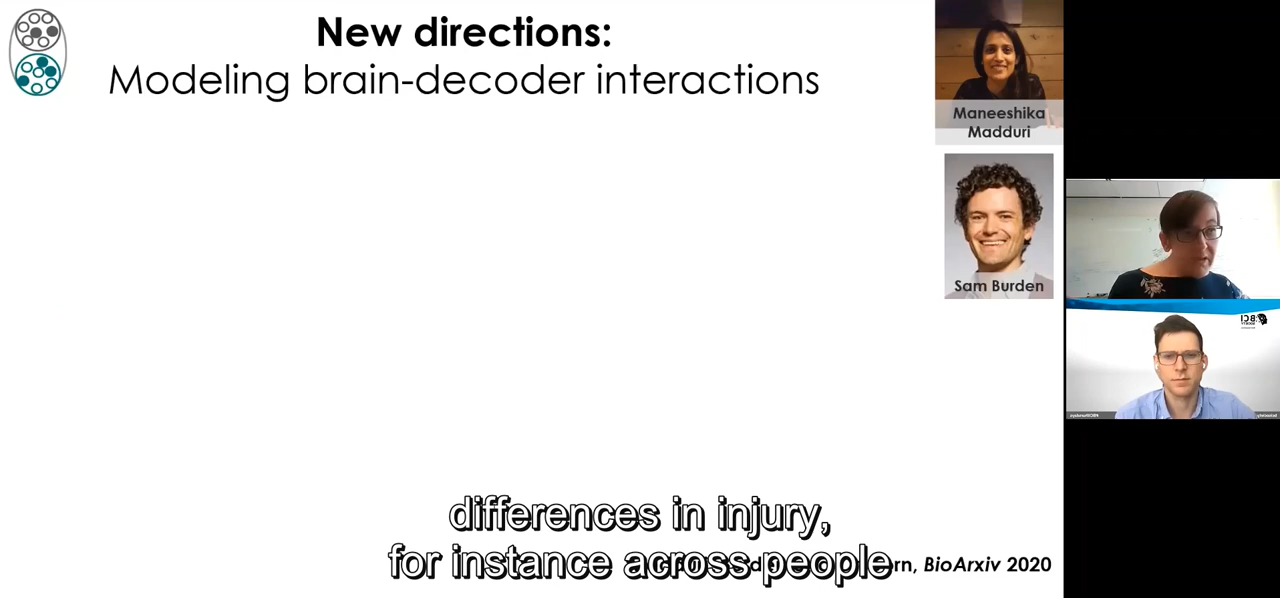 New directions:
Modeling brain-decoder interactions
Maneeshika
Madduri
Sam Burden
differences in injury,
for instance across people
BioArxiv 2020